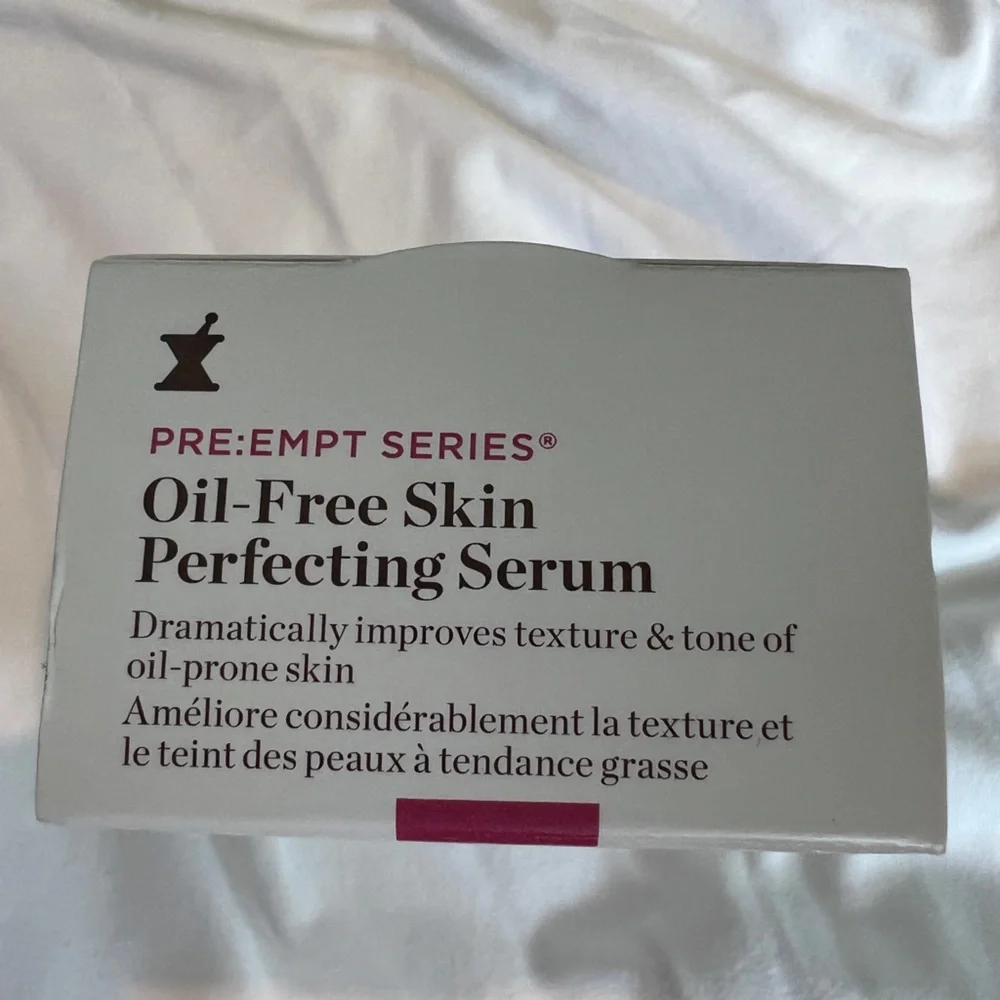 PRE:EMPT SERIES®
Oil-Free Skin
Perfecting Serum
Dramatically improves texture & tone of
oil-prone skin
Améliore considérablement la texture et
le teint des peaux à tendance grasse